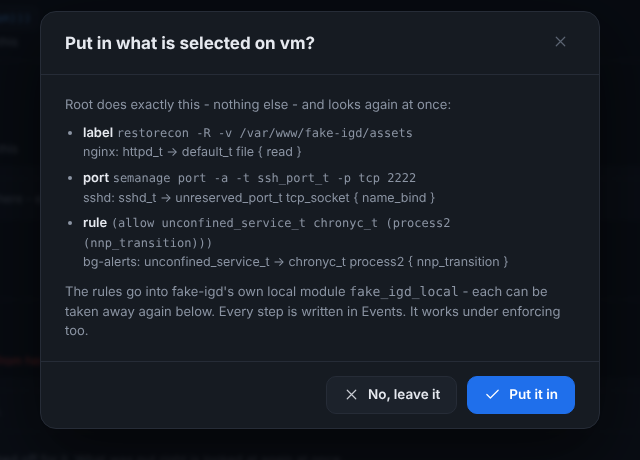 Put in what is selected on vm?
Root does exactly this - nothing else - and looks again at once:
• label restorecon -R -v /var/www/fake-igd/assets
nginx: httpd_t → default_t file { read }
• port semanage port -a -t ssh_port_t -p tcp 2222
sshd: sshd_t → unreserved_port_t tcp_socket { name_bind }
• rule (allow unconfined_service_t chronyc_t (process2
(nnp_transition)))
bg-alerts: unconfined_service_t → chronyc_t process2 { nnp_transition }
The rules go into fake-igd's own local module fake_igd_local - each can be
taken away again below. Every step is written in Events. It works under enforcing
too.
No, leave it
Put it in